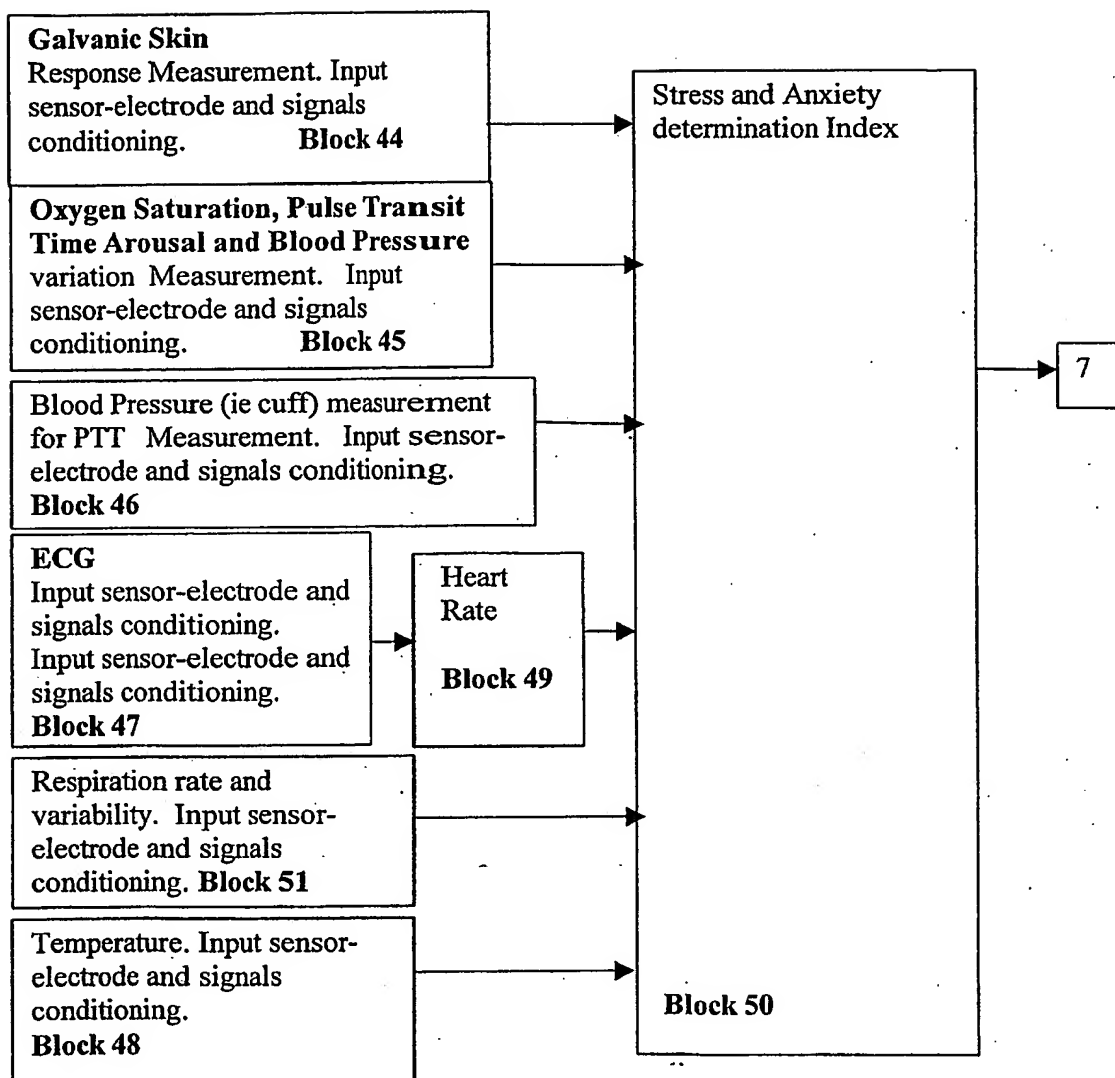 Galvanic Skin
Response Measurement. Input
sensor-electrode and signals
conditioning. Block 44
Oxygen Saturation, Pulse Transit
Time Arousal and Blood Pressure
variation Measurement. Input
sensor-electrode and signals
conditioning. Block 45
Blood Pressure (ie cuff) measurement
for PTT Measurement. Input sensor-
electrode and signals conditioning.
Block 46
ECG
Input sensor-electrode and
signals conditioning.
Input sensor-electrode and
signals conditioning.
Block 47
Heart
Rate
Block 49
Respiration rate and
variability. Input sensor-
electrode and signals
conditioning. Block 51
Temperature. Input sensor-
electrode and signals
conditioning.
Block 48
Stress and Anxiety
determination Index
Block 50
7